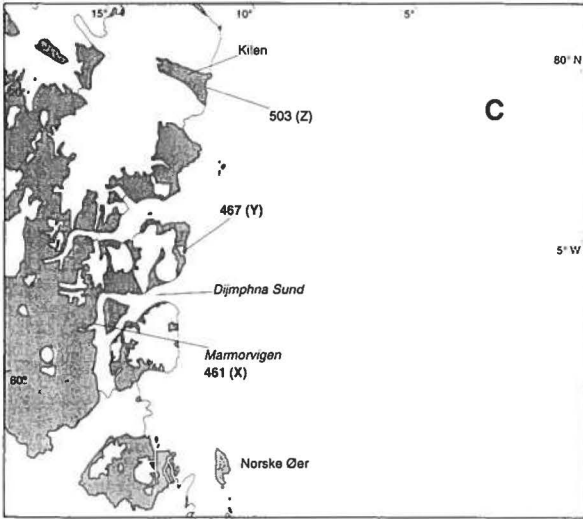 15°
10°
5°
Kilen
80° N
503 (Z)
C
467 (Y)
5° W
Dijmphna Sund
Marmorvigen
461 (X)
80°
Norske Øer